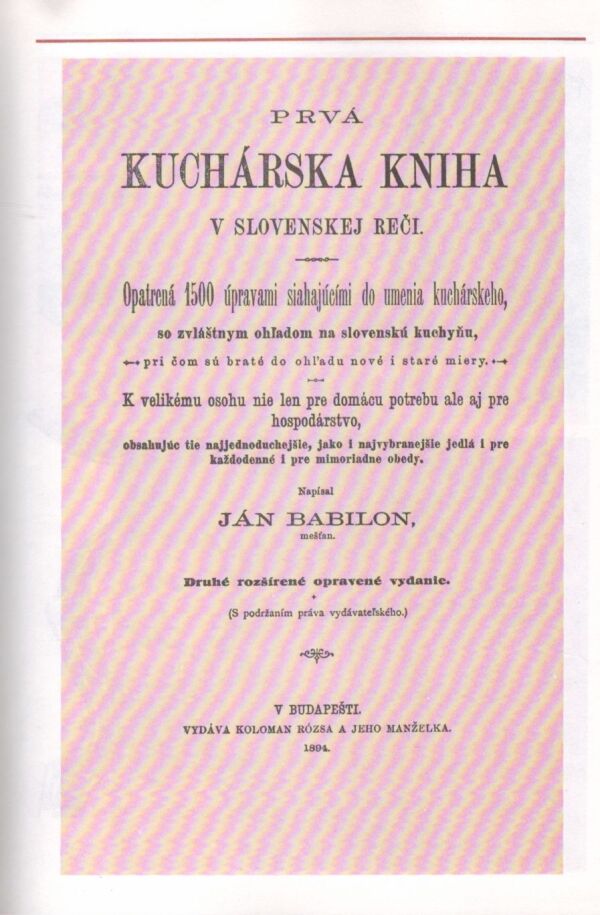 PRVÁ
KUCHÁRSKA KNIHA
V SLOVENSKEJ REČI.
Opatrená 1500 úpravami siahajúcími do umenia kuchárskeho,
so zvláštnym ohľadom na slovenskú kuchyňu,
pri čom sú braté do ohľadu nové i staré miery.
K velikému osohu nie len pre domácu potrebu ale aj pre
hospodárstvo,
obsahujúc tie najjednoduchejšie, jako i najvybranejšie jedlá i pre
každodenné i pre mimoriadne obedy.
Napísal
JÁN BABILON,
mešťan.
Druhé rozšírené opravené vydanie.
(S podržaním práva vydávateľského.)
V BUDAPEŠTI.
VYDÁVA KOLOMAN RÓZSA A JEHO MANŽELKA.
1894.